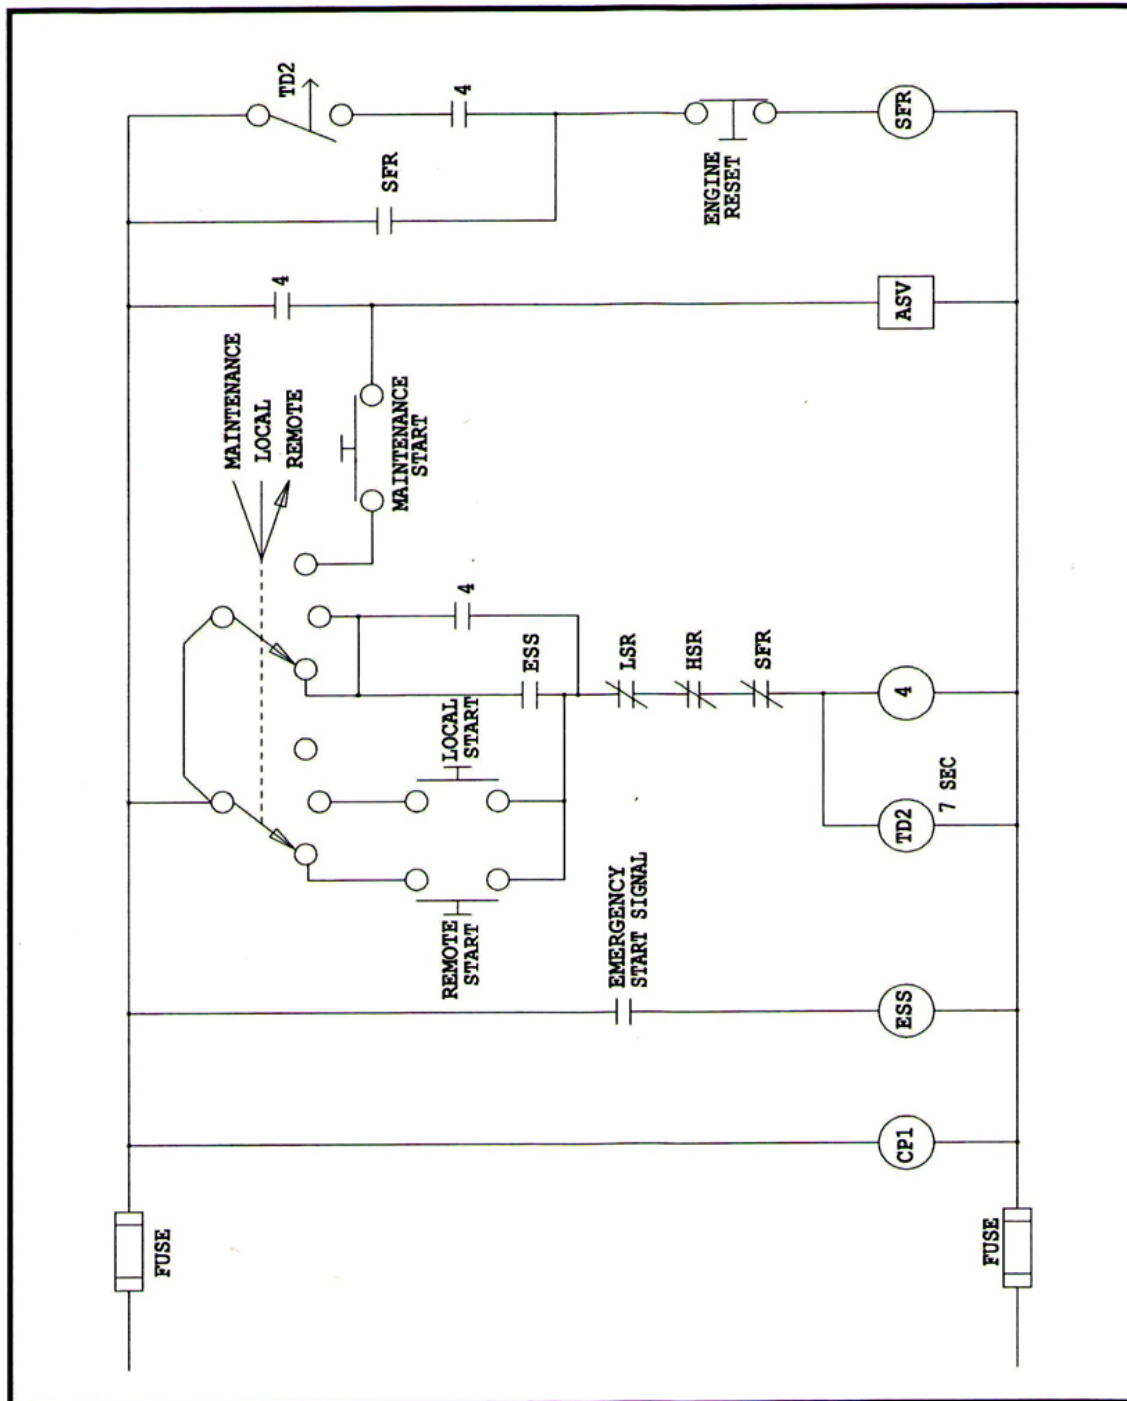 FUSE
FUSE
CP1
EMERGENCY
START SIGNAL
ESS
REMOTE
START
LOCAL
START
ESS
4
LSR
HSR
SFR
TD2
7 SEC
4
MAINTENANCE
LOCAL
REMOTE
MAINTENANCE
START
4
ASV
SFR
TD2
4
ENGINE
RESET
SFR